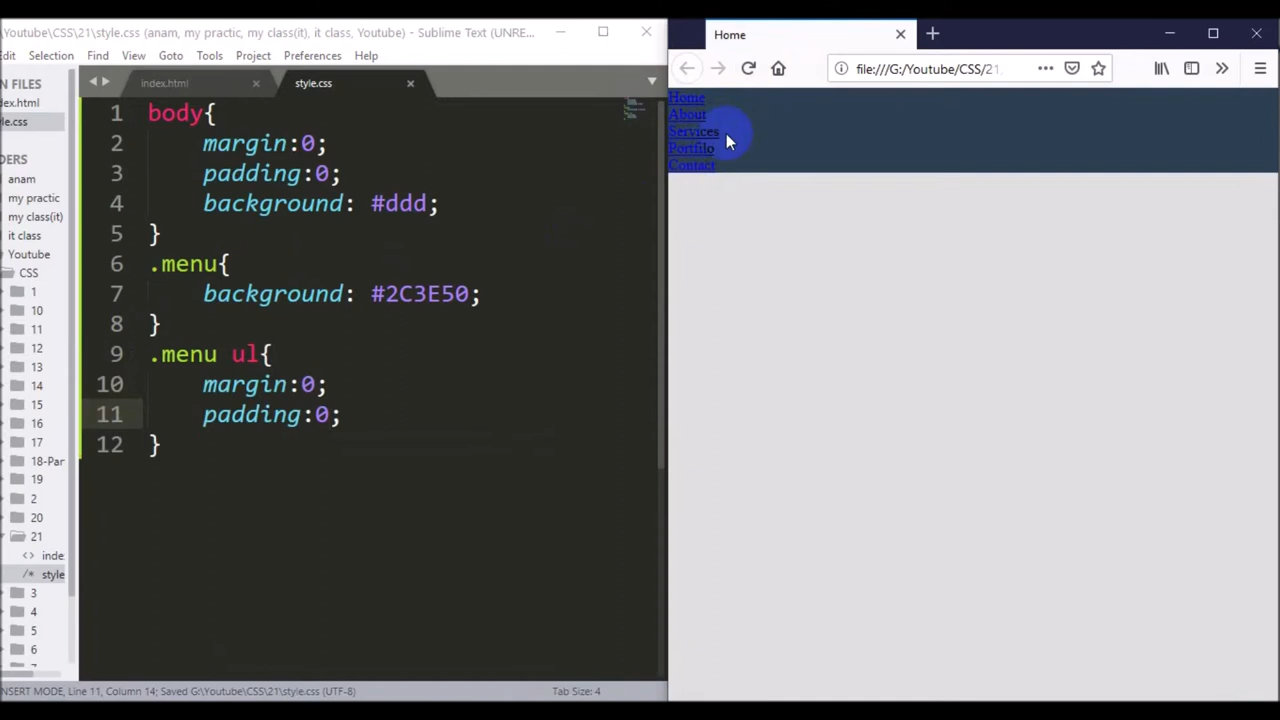 Youtube\CSS\21\style.css (anam, my practic, my class(it), it class, Youtube) - Sublime Text (UNRE...
Edit Selection Find View Goto Tools Project Preferences Help
N FILES
dex.html
yle.css
DERS
anam
my practic
my class(it)
it class
Youtube
CSS
1
10
11
12
13
14
15
16
17
18-Par
19
2
20
21
inde
style
3
4
5
6
index.html
style.css
1 body{
2 margin:0;
3 padding:0;
4 background: #ddd;
5 }
6 .menu{
7 background: #2C3E50;
8 }
9 .menu ul{
10 margin:0;
11 padding:0;
12 }
NSERT MODE, Line 11, Column 14; Saved G:\Youtube\CSS\21\style.css (UTF-8)
Tab Size: 4
Home
file:///G:/Youtube/CSS/21
Home
About
Services
Portfilo
Contact